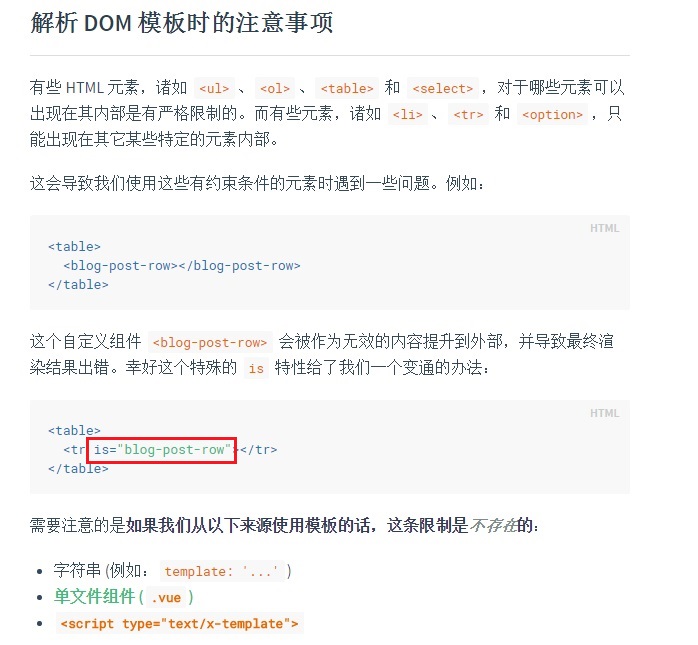 解析 DOM 模板时的注意事项
有些 HTML 元素，诸如 <ul> 、 <ol> 、 <table> 和 <select> ，对于哪些元素可以
出现在其内部是有严格限制的。而有些元素，诸如 <li> 、 <tr> 和 <option> ，只
能出现在其它某些特定的元素内部。
这会导致我们使用这些有约束条件的元素时遇到一些问题。例如：
HTML
<table>
  <blog-post-row></blog-post-row>
</table>
这个自定义组件 <blog-post-row> 会被作为无效的内容提升到外部，并导致最终渲
染结果出错。幸好这个特殊的 is 特性给了我们一个变通的办法：
HTML
<table>
  <tr is="blog-post-row"></tr>
</table>
需要注意的是如果我们从以下来源使用模板的话，这条限制是不存在的：
• 字符串 (例如： template: '...' )
• 单文件组件 ( .vue )
• <script type="text/x-template">